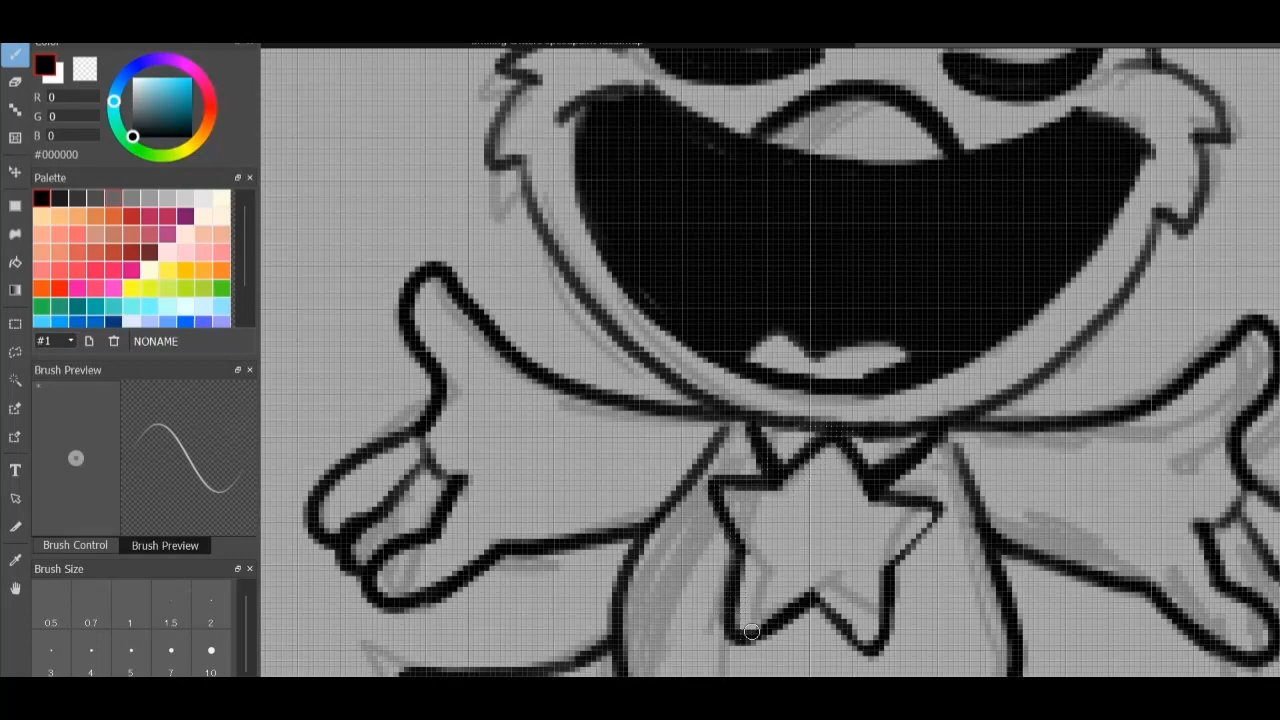 Color
R 0
G 0
B 0
#000000
Palette
#1
NONAME
Brush Preview
*
Brush Control
Brush Preview
Brush Size
0.5 0.7 1 1.5 2
3 4 5 7 10
T